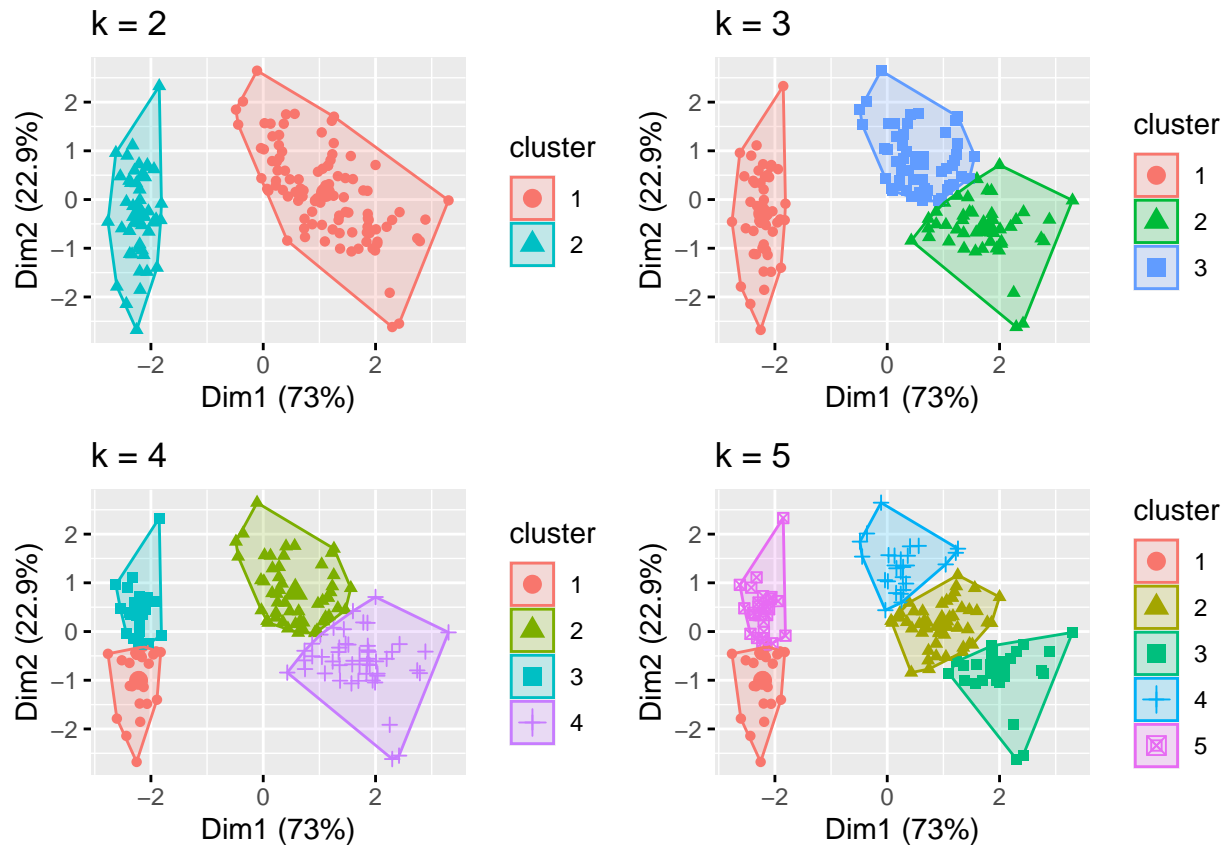 k = 2
2
1
0
−1
−2
Dim2 (22.9%)
−2
0
2
Dim1 (73%)
cluster
1
2
k = 3
2
1
0
−1
−2
Dim2 (22.9%)
−2
0
2
Dim1 (73%)
cluster
1
2
3
k = 4
2
1
0
−1
−2
Dim2 (22.9%)
−2
0
2
Dim1 (73%)
cluster
1
2
3
4
k = 5
2
1
0
−1
−2
Dim2 (22.9%)
−2
0
2
Dim1 (73%)
cluster
1
2
3
4
5